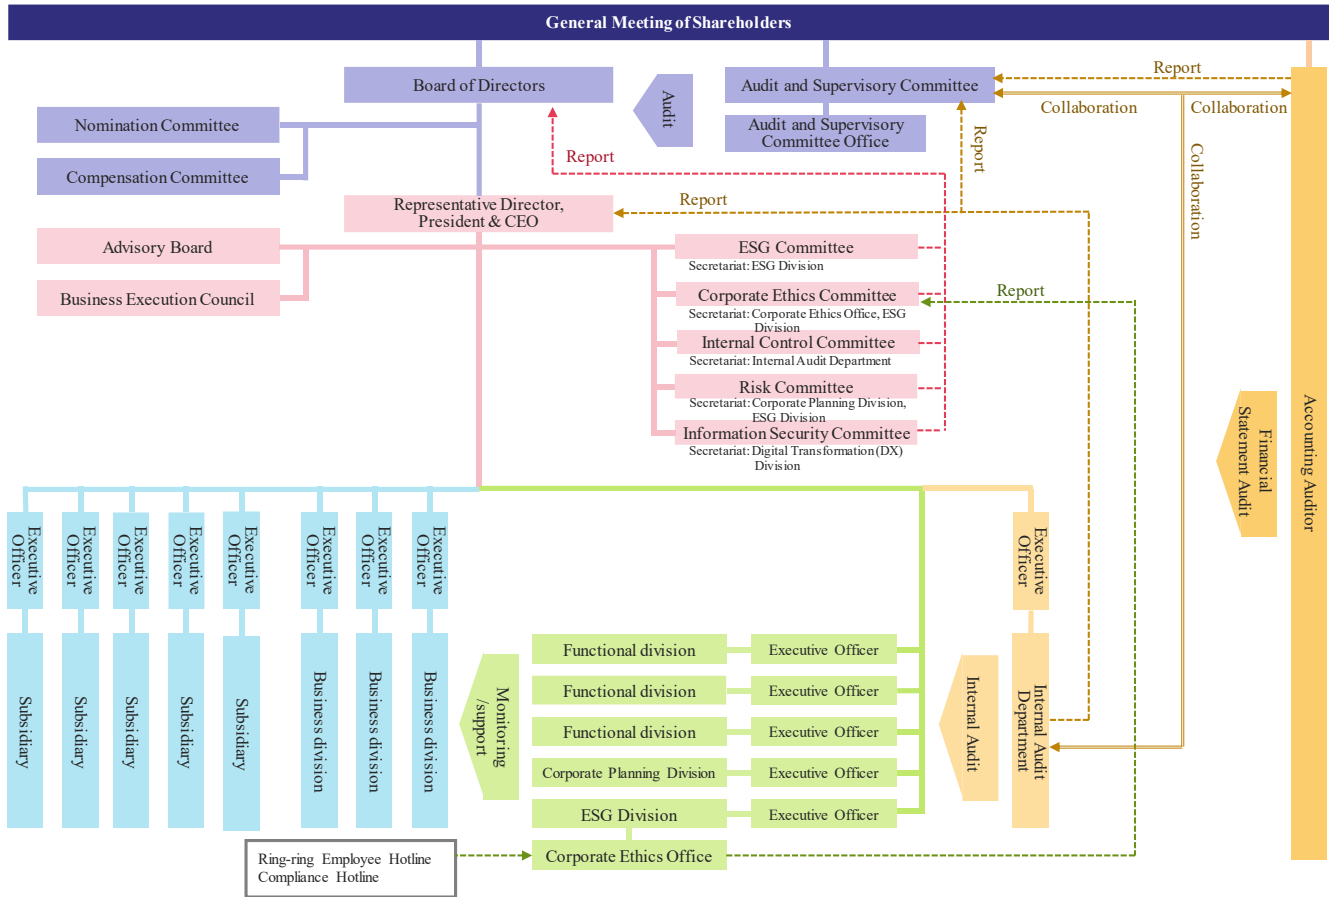 General Meeting of Shareholders
Board of Directors
Audit
Audit and Supervisory Committee
Audit and Supervisory
Committee Office
Report
Collaboration
Collaboration
Collaboration
Nomination Committee
Compensation Committee
Report
Report
Representative Director,
President & CEO
Report
Advisory Board
Business Execution Council
ESG Committee
Secretariat: ESG Division
Corporate Ethics Committee
Secretariat: Corporate Ethics Office, ESG
Division
Report
Internal Control Committee
Secretariat: Internal Audit Department
Risk Committee
Secretariat: Corporate Planning Division,
ESG Division
Information Security Committee
Secretariat: Digital Transformation (DX)
Division
Financial
Statement Audit
Accounting Auditor
Executive
Officer
Executive
Officer
Executive
Officer
Executive
Officer
Executive
Officer
Executive
Officer
Executive
Officer
Executive
Officer
Executive
Officer
Subsidiary
Subsidiary
Subsidiary
Subsidiary
Subsidiary
Business division
Business division
Business division
Monitoring
/support
Functional division
Executive Officer
Functional division
Executive Officer
Functional division
Executive Officer
Corporate Planning Division
Executive Officer
ESG Division
Executive Officer
Corporate Ethics Office
Internal Audit
Internal Audit
Department
Ring-ring Employee Hotline
Compliance Hotline